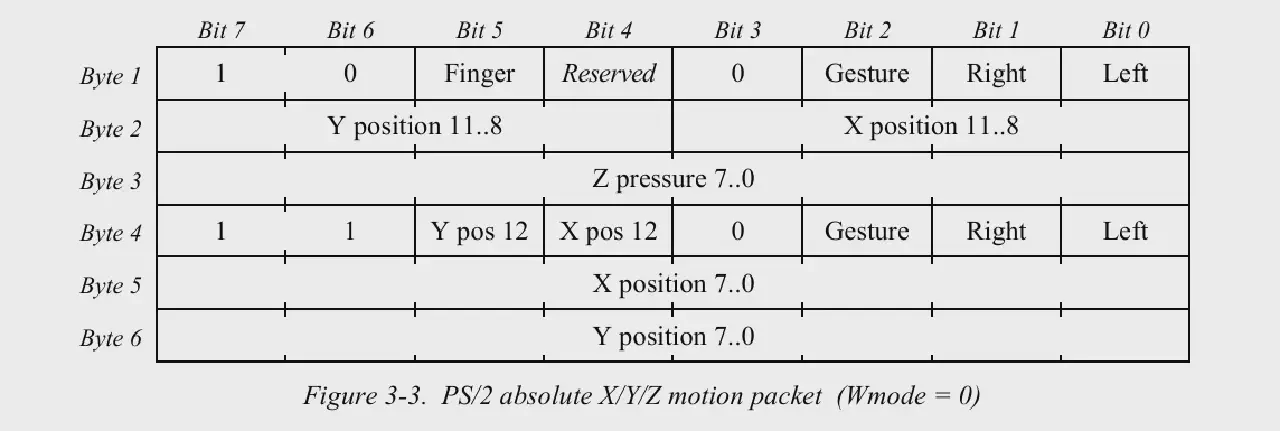 Bit 7 Bit 6 Bit 5 Bit 4 Bit 3 Bit 2 Bit 1 Bit 0
Byte 1 1 0 Finger Reserved 0 Gesture Right Left
Byte 2 Y position 11..8 X position 11..8
Byte 3 Z pressure 7..0
Byte 4 1 1 Y pos 12 X pos 12 0 Gesture Right Left
Byte 5 X position 7..0
Byte 6 Y position 7..0
Figure 3-3. PS/2 absolute X/Y/Z motion packet (Wmode = 0)